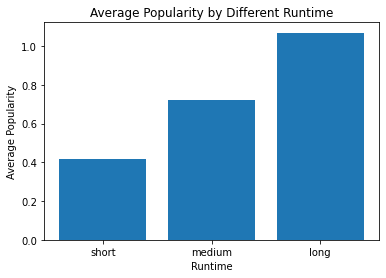 Average Popularity by Different Runtime
Average Popularity
1.0
0.8
0.6
0.4
0.2
0.0
short medium long
Runtime